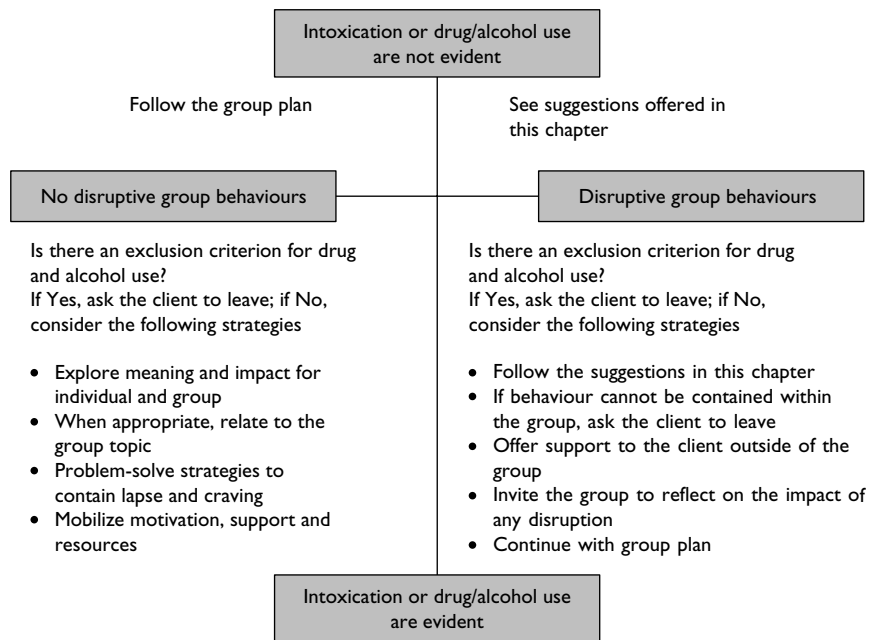 Intoxication or drug/alcohol use
are not evident
Follow the group plan
See suggestions offered in
this chapter
No disruptive group behaviours
Disruptive group behaviours
Is there an exclusion criterion for drug
and alcohol use?
If Yes, ask the client to leave; if No,
consider the following strategies
• Explore meaning and impact for
individual and group
• When appropriate, relate to the
group topic
• Problem-solve strategies to
contain lapse and craving
• Mobilize motivation, support and
resources
Is there an exclusion criterion for drug
and alcohol use?
If Yes, ask the client to leave; if No,
consider the following strategies
• Follow the suggestions in this chapter
• If behaviour cannot be contained within
the group, ask the client to leave
• Offer support to the client outside of the
group
• Invite the group to reflect on the impact of
any disruption
• Continue with group plan
Intoxication or drug/alcohol use
are evident